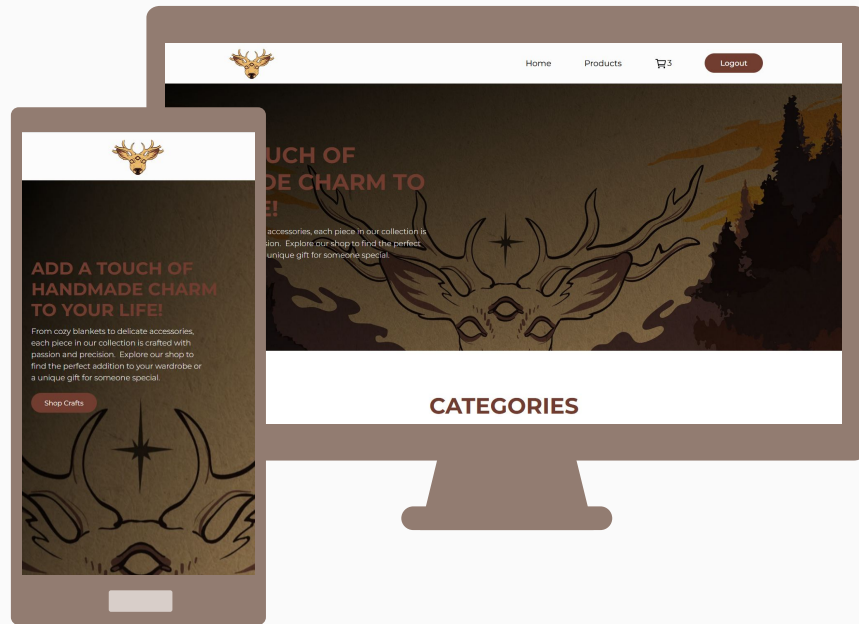 Home
Products
3
Logout
UCH OF
DE CHARM TO
E!
accessories, each piece in our collection is
sion. Explore our shop to find the perfect
unique gift for someone special.
CATEGORIES
ADD A TOUCH OF
HANDMADE CHARM
TO YOUR LIFE!
From cozy blankets to delicate accessories,
each piece in our collection is crafted with
passion and precision. Explore our shop to
find the perfect addition to your wardrobe or
a unique gift for someone special.
Shop Crafts